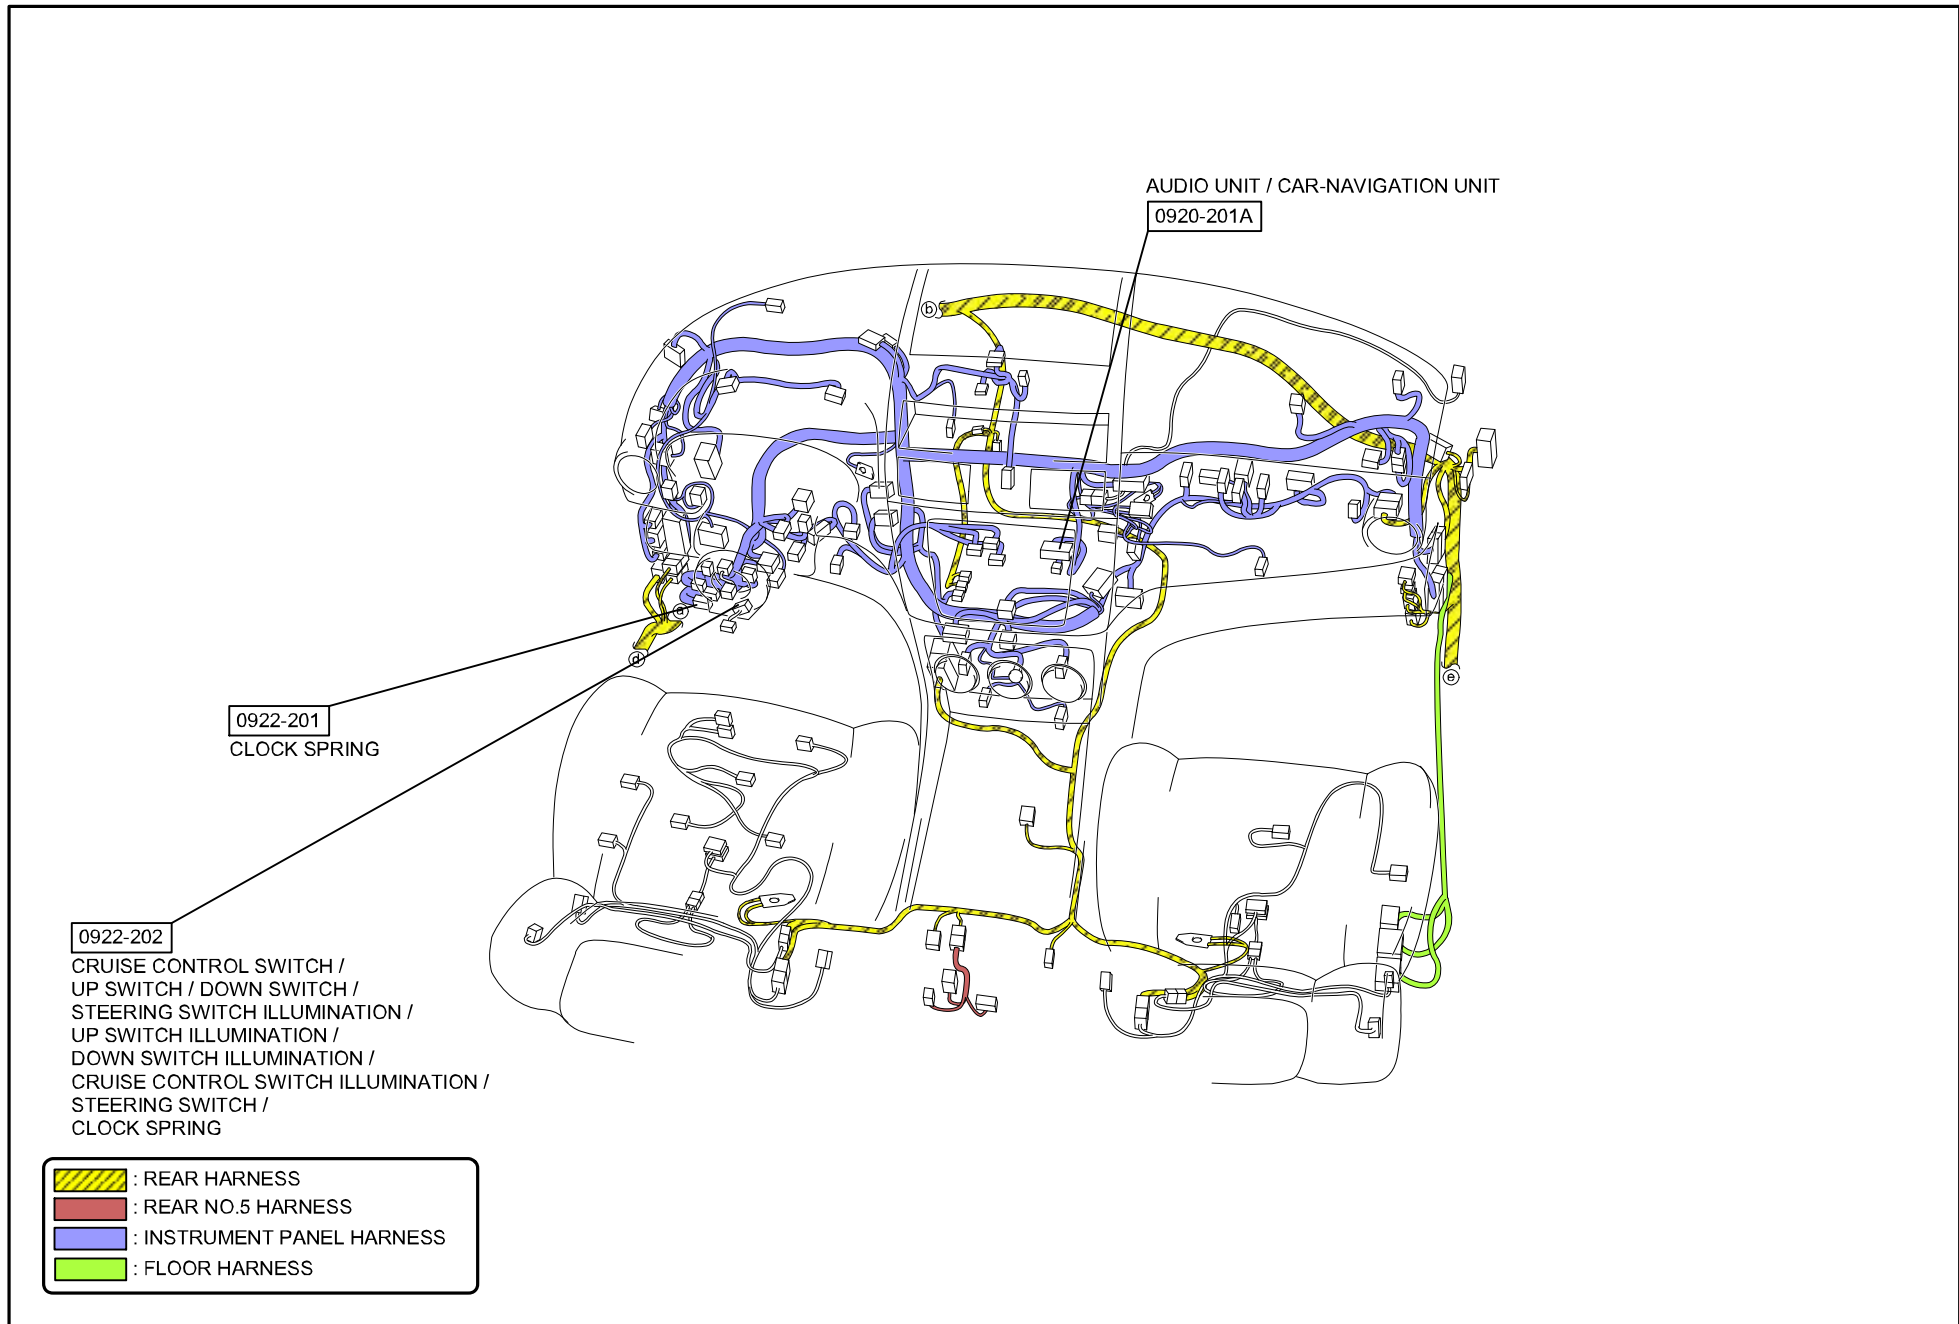 AUDIO UNIT / CAR-NAVIGATION UNIT
0920-201A
b
a
d
e
0922-201
CLOCK SPRING
0922-202
CRUISE CONTROL SWITCH /
UP SWITCH / DOWN SWITCH /
STEERING SWITCH ILLUMINATION /
UP SWITCH ILLUMINATION /
DOWN SWITCH ILLUMINATION /
CRUISE CONTROL SWITCH ILLUMINATION /
STEERING SWITCH /
CLOCK SPRING
: REAR HARNESS
: REAR NO.5 HARNESS
: INSTRUMENT PANEL HARNESS
: FLOOR HARNESS